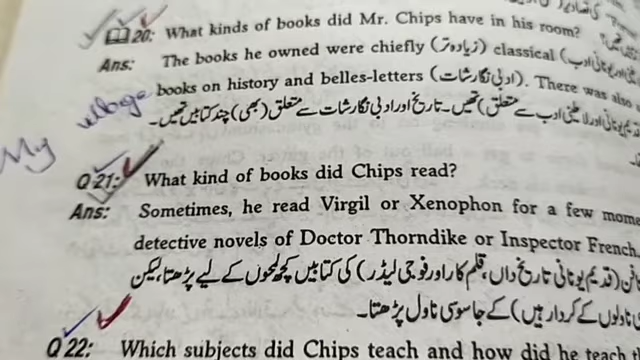 20: What kinds of books did Mr. Chips have in his room?
Ans: The books he owned were chiefly (زیادہ تر) classical
books on history and belles-letters (ادبی نگارشات). There was also
متعلق) تھیں۔ تاریخ اور ادبی نگارشات سے متعلق (بھی) چند کتابیں تھیں۔
My village
Q 21: What kind of books did Chips read?
Ans: Sometimes, he read Virgil or Xenophon for a few mome
detective novels of Doctor Thorndike or Inspector French.
(قدیم یونانی تاریخ داں، قلم کار اور فوجی لیڈر) کی کتابیں کچھ لمحوں کے لیے پڑھتا، لیکن
ناولوں کے کردار ہیں) کے جاسوسی ناول پڑھتا۔
Q 22: Which subjects did Chips teach and how did he teach